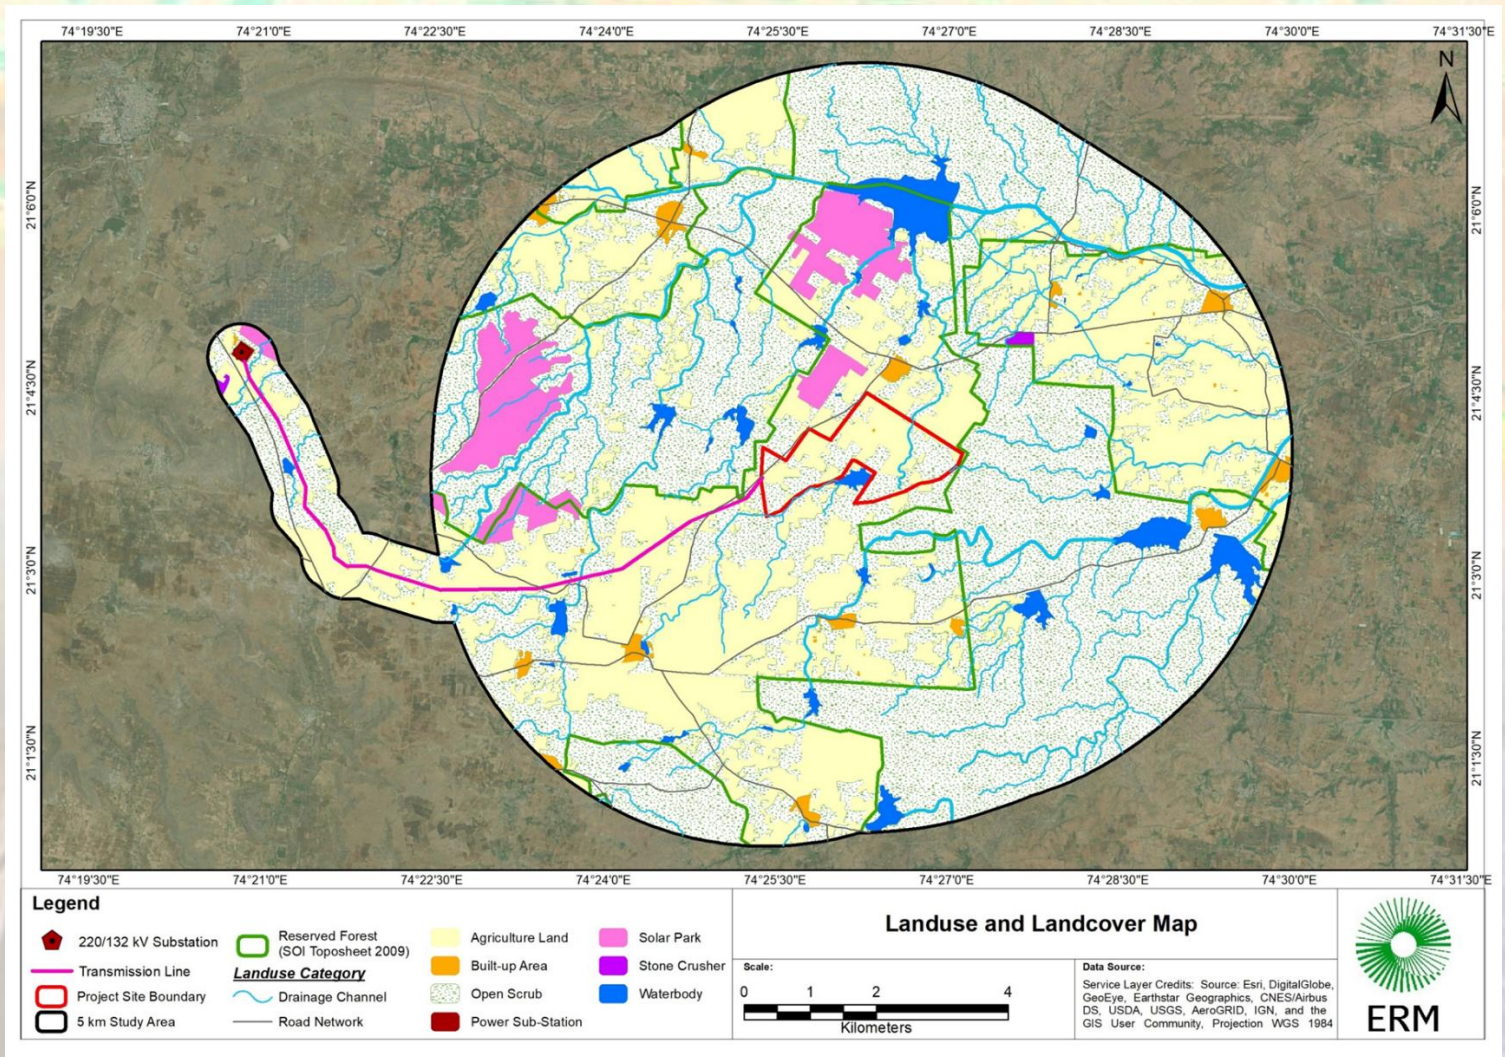 74°19'30"E 74°21'0"E 74°22'30"E 74°24'0"E 74°25'30"E 74°27'0"E 74°28'30"E 74°30'0"E 74°31'30"E
N
21°6'0"N 21°6'0"N
21°4'30"N 21°4'30"N
21°3'0"N 21°3'0"N
21°1'30"N 21°1'30"N
74°19'30"E 74°21'0"E 74°22'30"E 74°24'0"E 74°25'30"E 74°27'0"E 74°28'30"E 74°30'0"E 74°31'30"E
Legend
220/132 kV Substation
Transmission Line
Project Site Boundary
5 km Study Area
Reserved Forest
(SOI Toposheet 2009)
Landuse Category
Drainage Channel
Road Network
Agriculture Land
Built-up Area
Open Scrub
Power Sub-Station
Solar Park
Stone Crusher
Waterbody
Landuse and Landcover Map
Scale:
0 1 2 4
Kilometers
Data Source:
Service Layer Credits: Source: Esri, DigitalGlobe,
GeoEye, Earthstar Geographics, CNES/Airbus
DS, USDA, USGS, AeroGRID, IGN, and the
GIS User Community, Projection WGS 1984
ERM